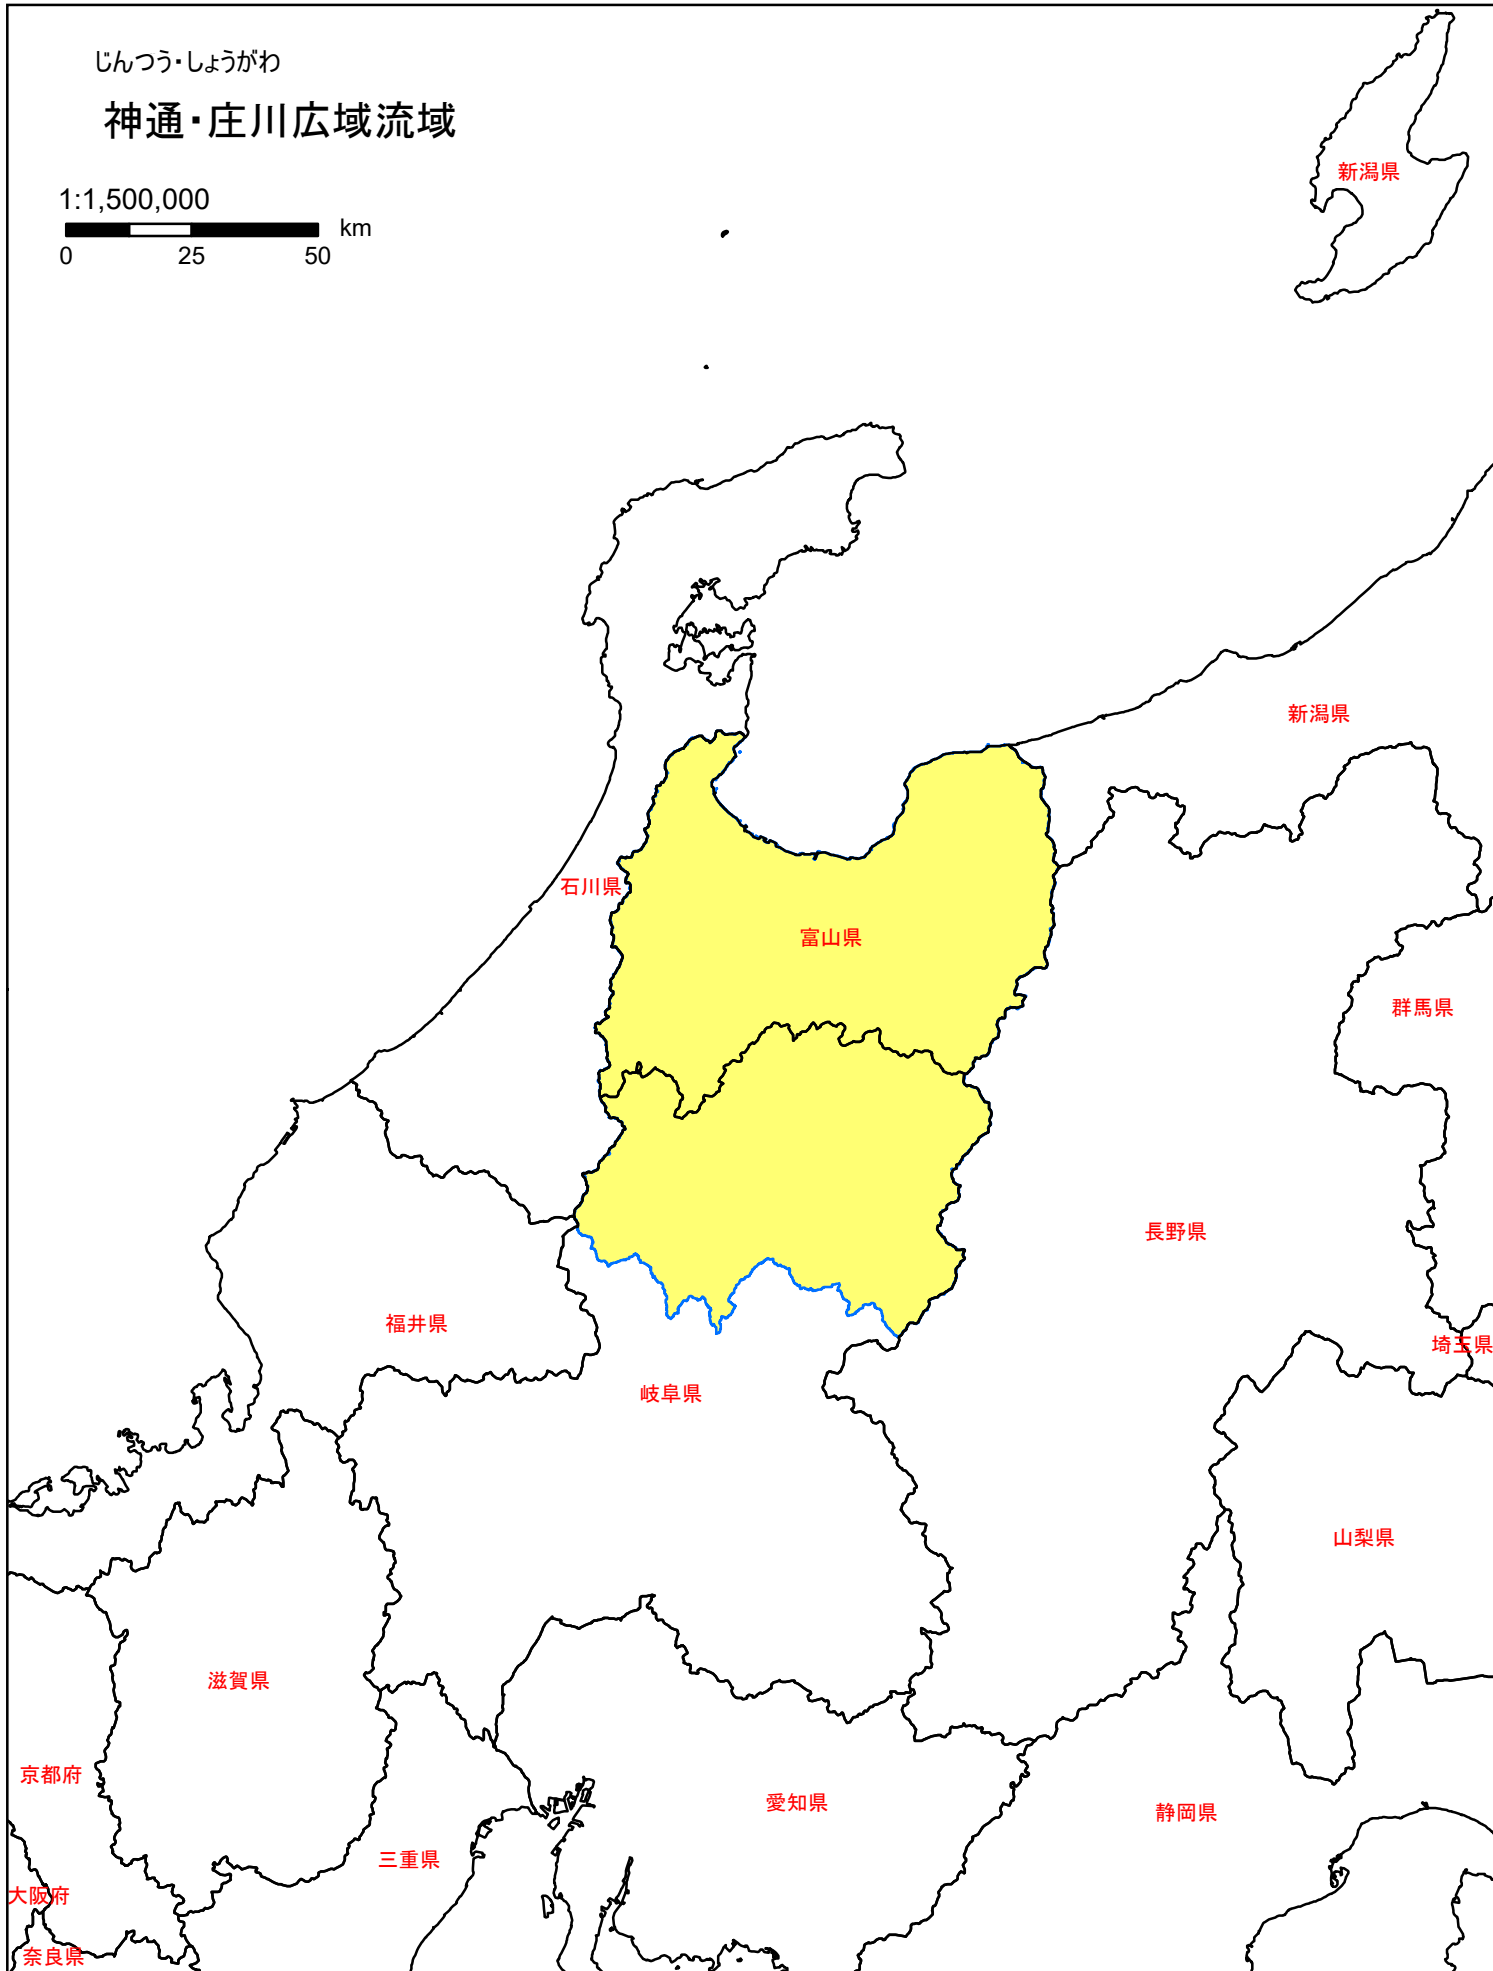 じんつう・しょうがわ
神通・庄川広域流域
1:1,500,000
km
0 25 50
新潟県
新潟県
石川県
富山県
群馬県
長野県
福井県
埼玉県
岐阜県
山梨県
滋賀県
京都府
愛知県
静岡県
三重県
大阪府
奈良県